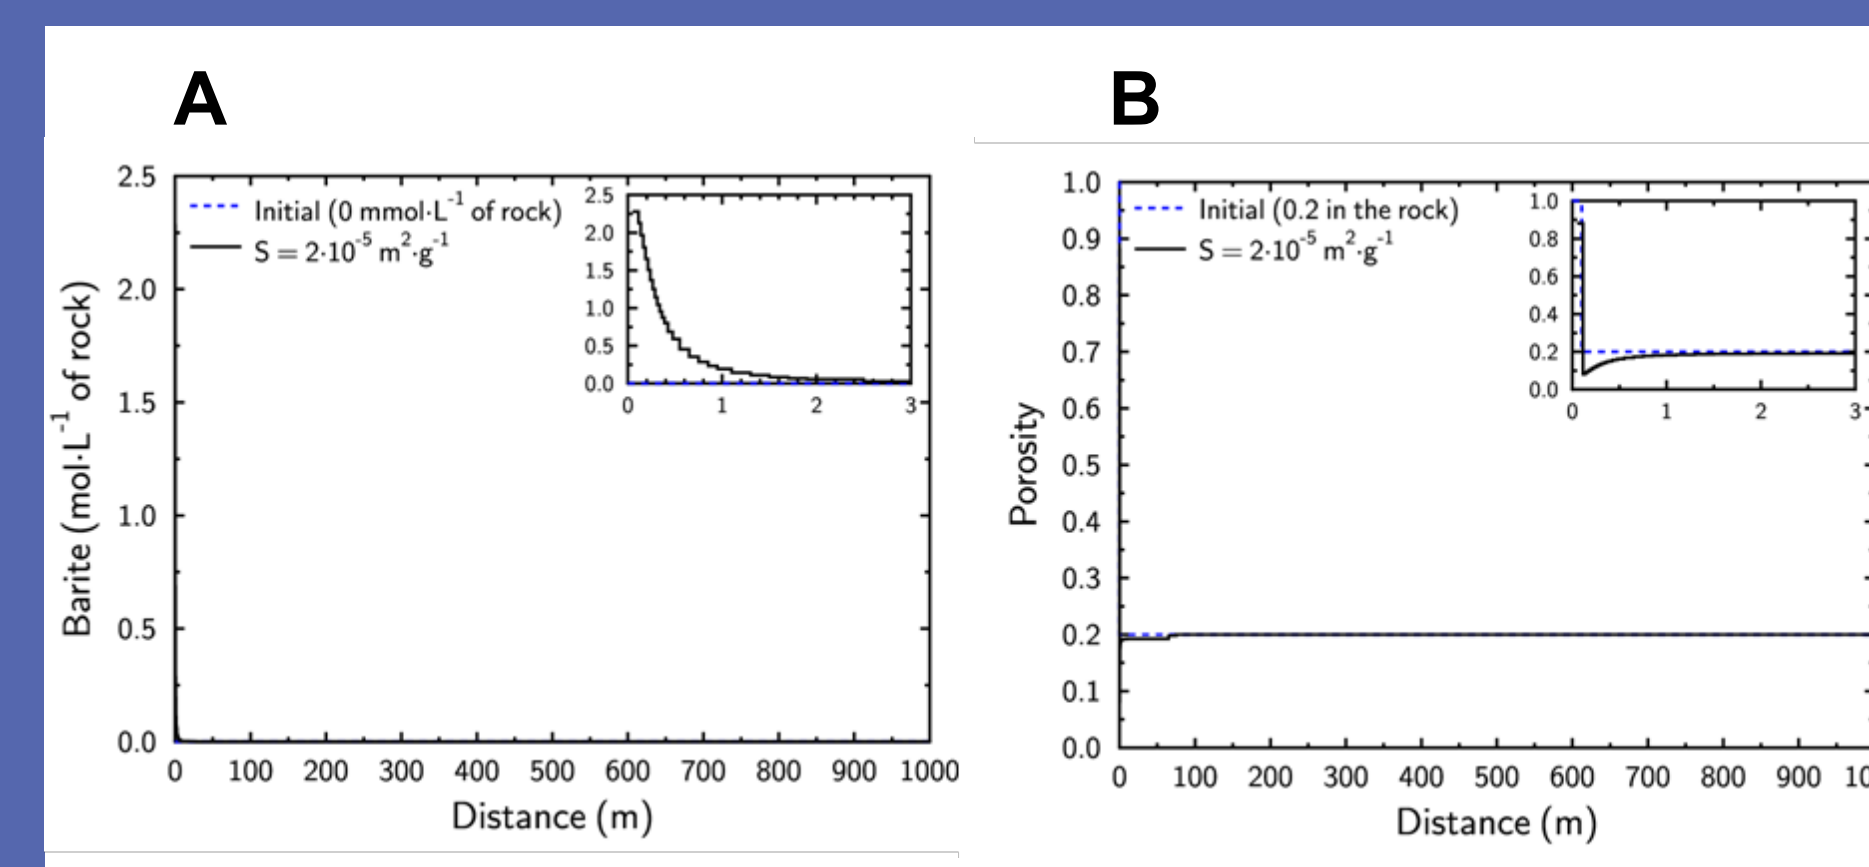 A
B
2.5
2.0
1.5
1.0
0.5
0.0
Barite (mol·L⁻¹ of rock)
Initial (0 mmol·L⁻¹ of rock)
S = 2·10⁻⁵ m²·g⁻¹
2.5
2.0
1.5
1.0
0.5
0.0
0 1 2 3
0 100 200 300 400 500 600 700 800 900 1000
Distance (m)
1.0
0.9
0.8
0.7
0.6
0.5
0.4
0.3
0.2
0.1
0.0
Porosity
Initial (0.2 in the rock)
S = 2·10⁻⁵ m²·g⁻¹
1.0
0.8
0.6
0.4
0.2
0.0
0 1 2 3
0 100 200 300 400 500 600 700 800 900 10
Distance (m)